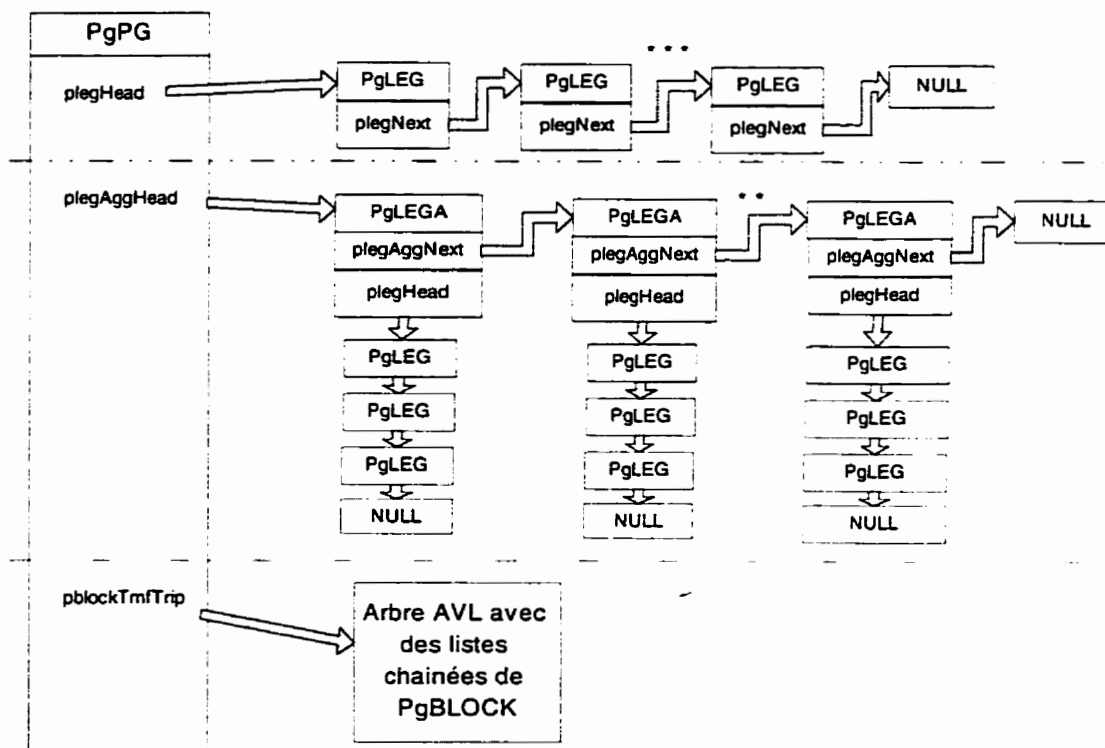 PgPG
* * *
plegHead
PgLEG
PgLEG
PgLEG
NULL
plegNext
plegNext
plegNext
plegAggHead
* *
PgLEGA
PgLEGA
PgLEGA
NULL
plegAggNext
plegAggNext
plegAggNext
plegHead
plegHead
plegHead
PgLEG
PgLEG
PgLEG
PgLEG
PgLEG
PgLEG
PgLEG
PgLEG
PgLEG
NULL
NULL
NULL
pblockTmfTrip
Arbre AVL avec
des listes
chainées de
PgBLOCK